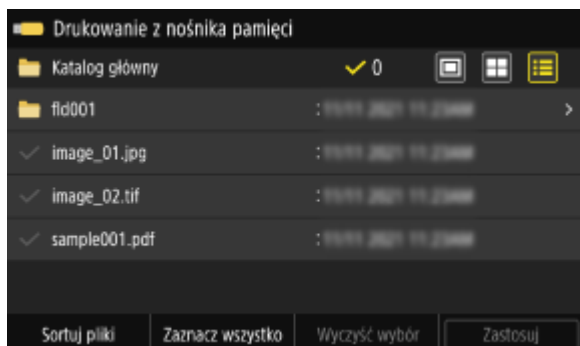 Drukowanie z nośnika pamięci
Katalog główny 0
fld001 :
image_01.jpg :
image_02.tif :
sample001.pdf :
Sortuj pliki Zaznacz wszystko Wyczyść wybór Zastosuj